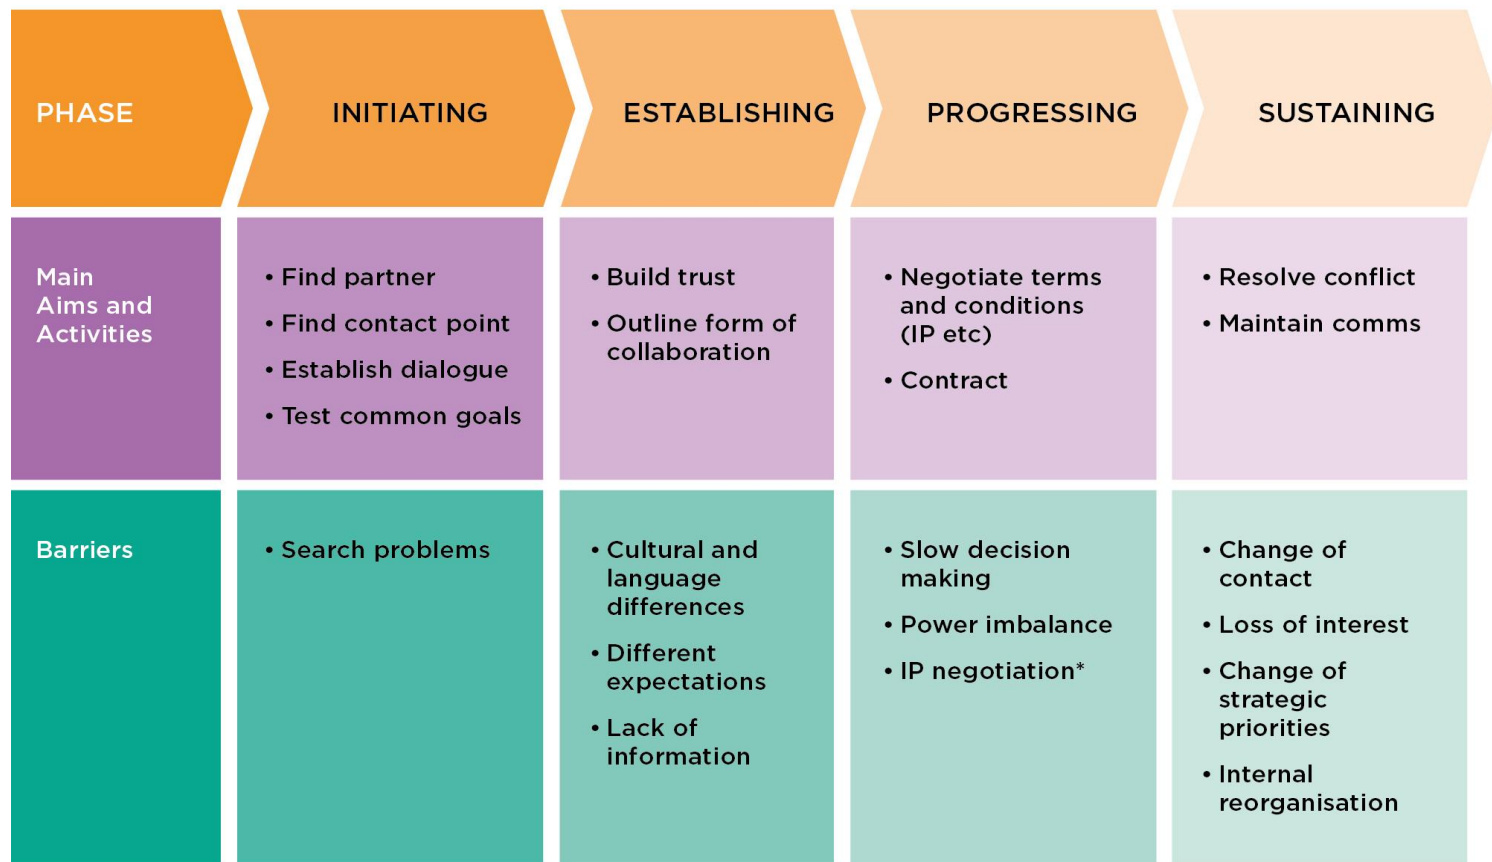 PHASE
INITIATING
ESTABLISHING
PROGRESSING
SUSTAINING
Main
Aims and
Activities
• Find partner
• Find contact point
• Establish dialogue
• Test common goals
• Build trust
• Outline form of
collaboration
• Negotiate terms
and conditions
(IP etc)
• Contract
• Resolve conflict
• Maintain comms
Barriers
• Search problems
• Cultural and
language
differences
• Different
expectations
• Lack of
information
• Slow decision
making
• Power imbalance
• IP negotiation*
• Change of
contact
• Loss of interest
• Change of
strategic
priorities
• Internal
reorganisation